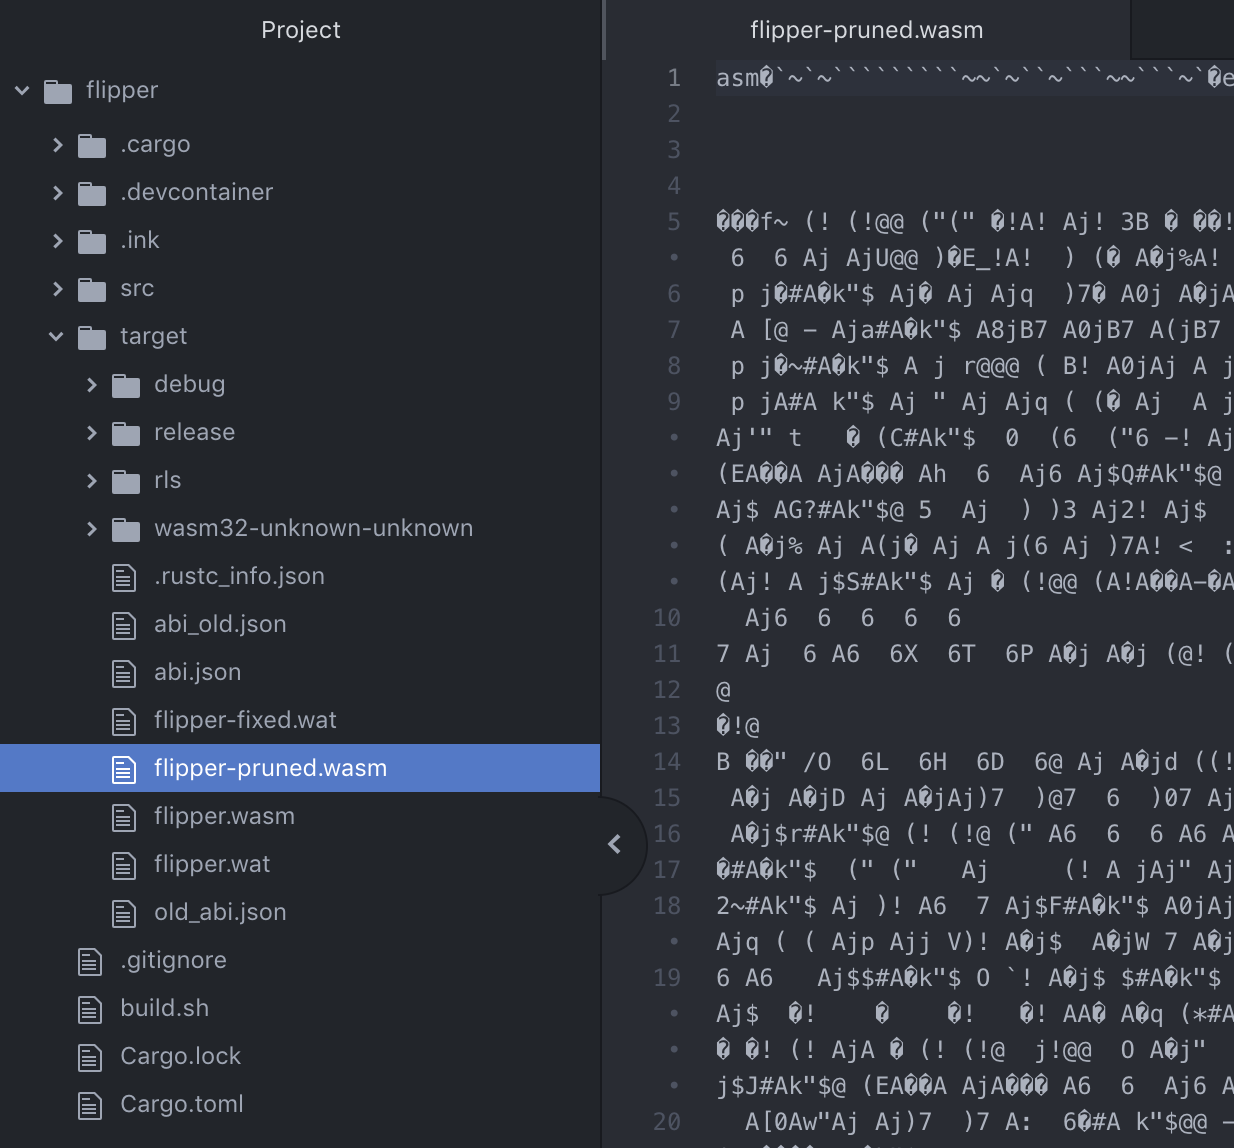 Project
flipper
.cargo
.devcontainer
.ink
src
target
debug
release
rls
wasm32-unknown-unknown
.rustc_info.json
abi_old.json
abi.json
flipper-fixed.wat
flipper-pruned.wasm
flipper.wasm
flipper.wat
old_abi.json
.gitignore
build.sh
Cargo.lock
Cargo.toml
flipper-pruned.wasm
1 asm�`~`~`````````~~`~``~```~~```~`�e
2
3
4
5 ���f~ (! (!@@ ("(" �!A! Aj! 3B � ��!
• 6 6 Aj AjU@@ )�E_!A! ) (� A�j%A!
6 p j�#A�k"$ Aj� Aj Ajq )7� A0j A�jA
7 A [@ – Aja#A�k"$ A8jB7 A0jB7 A(jB7
8 p j�~#A�k"$ A j r@@@ ( B! A0jAj A j
9 p jA#A k"$ Aj " Aj Ajq ( (� Aj A j
• Aj'" t � (C#Ak"$ 0 (6 ("6 –! Aj
• (EA��A AjA��� Ah 6 Aj6 Aj$Q#Ak"$@
• Aj$ AG?#Ak"$@ 5 Aj ) )3 Aj2! Aj$
• ( A�j% Aj A(j� Aj A j(6 Aj )7A! < :
• (Aj! A j$S#Ak"$ Aj � (!@@ (A!A��A–�A
10 Aj6 6 6 6 6
11 7 Aj 6 A6 6X 6T 6P A�j A�j (@! (
12 @
13 �!@
14 B ��" /O 6L 6H 6D 6@ Aj A�jd ((!
15 A�j A�jD Aj A�jAj)7 )@7 6 )07 Aj
16 A�j$r#Ak"$@ (! (!@ (" A6 6 6 A6 A
17 �#A�k"$ (" (" Aj (! A jAj" Aj
18 2~#Ak"$ Aj )! A6 7 Aj$F#A�k"$ A0jAj
• Ajq ( ( Ajp Ajj V)! A�j$ A�jW 7 A�j
19 6 A6 Aj$$#A�k"$ O `! A�j$ $#A�k"$
• Aj$ �! � �! �! AA� A�q (*#A
• � �! (! AjA � (! (!@ j!@@ O A�j"
• j$J#Ak"$@ (EA��A AjA��� A6 6 Aj6 A
20 A[0Aw"Aj Aj)7 )7 A: 6�#A k"$@@ –